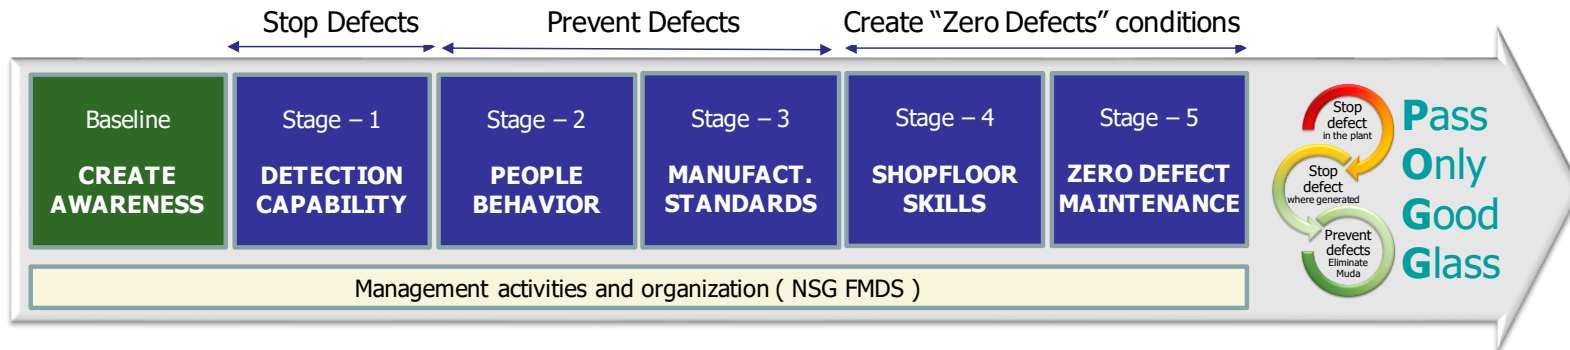 Stop Defects
Prevent Defects
Create “Zero Defects” conditions
Baseline
CREATE
AWARENESS
Stage – 1
DETECTION
CAPABILITY
Stage – 2
PEOPLE
BEHAVIOR
Stage – 3
MANUFACT.
STANDARDS
Stage – 4
SHOPFLOOR
SKILLS
Stage – 5
ZERO DEFECT
MAINTENANCE
Stop
defect
in the plant
Stop
defect
where generated
Prevent
defects
Eliminate
Muda
Pass
Only
Good
Glass
Management activities and organization ( NSG FMDS )